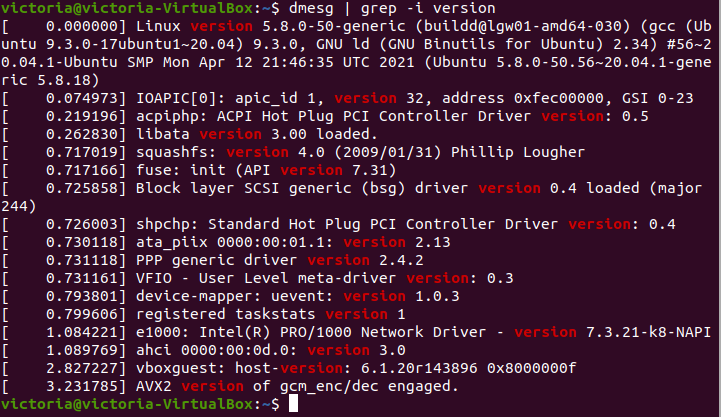 victoria@victoria-VirtualBox:~$ dmesg | grep -i version
[    0.000000] Linux version 5.8.0-50-generic (buildd@lgw01-amd64-030) (gcc (Ub
untu 9.3.0-17ubuntu1~20.04) 9.3.0, GNU ld (GNU Binutils for Ubuntu) 2.34) #56~2
0.04.1-Ubuntu SMP Mon Apr 12 21:46:35 UTC 2021 (Ubuntu 5.8.0-50.56~20.04.1-gene
ric 5.8.18)
[    0.074973] IOAPIC[0]: apic_id 1, version 32, address 0xfec00000, GSI 0-23
[    0.219196] acpiphp: ACPI Hot Plug PCI Controller Driver version: 0.5
[    0.262830] libata version 3.00 loaded.
[    0.717019] squashfs: version 4.0 (2009/01/31) Phillip Lougher
[    0.717166] fuse: init (API version 7.31)
[    0.725858] Block layer SCSI generic (bsg) driver version 0.4 loaded (major 
244)
[    0.726003] shpchp: Standard Hot Plug PCI Controller Driver version: 0.4
[    0.730118] ata_piix 0000:00:01.1: version 2.13
[    0.731118] PPP generic driver version 2.4.2
[    0.731161] VFIO - User Level meta-driver version: 0.3
[    0.793801] device-mapper: uevent: version 1.0.3
[    0.799606] registered taskstats version 1
[    1.084221] e1000: Intel(R) PRO/1000 Network Driver - version 7.3.21-k8-NAPI
[    1.089769] ahci 0000:00:0d.0: version 3.0
[    2.827227] vboxguest: host-version: 6.1.20r143896 0x8000000f
[    3.231785] AVX2 version of gcm_enc/dec engaged.
victoria@victoria-VirtualBox:~$